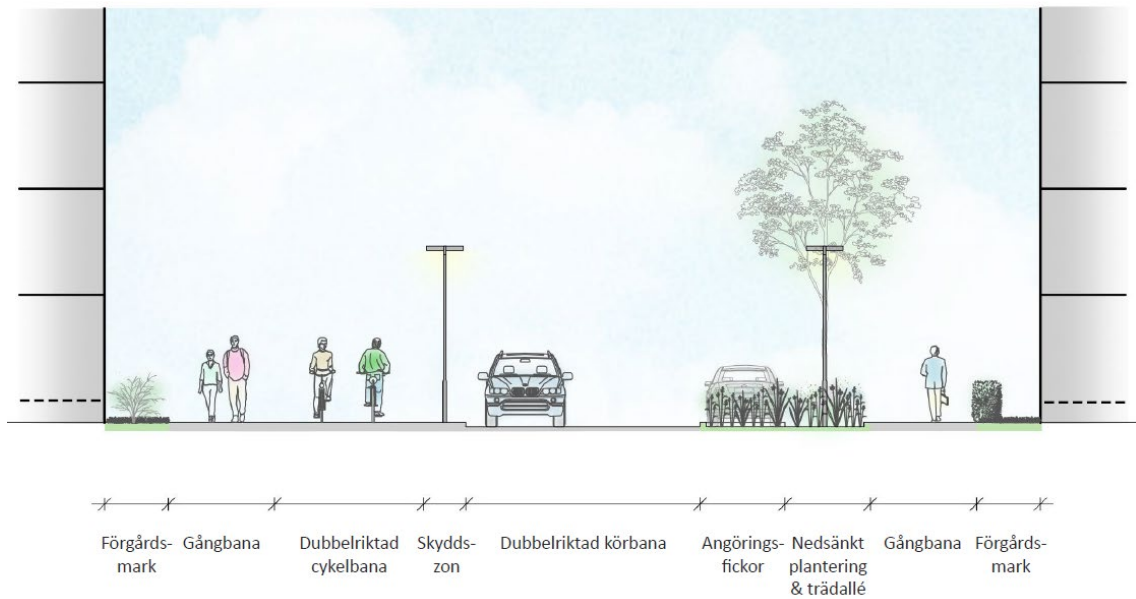 Förgårds-
mark
Gångbana
Dubbelriktad
cykelbana
Skydds-
zon
Dubbelriktad körbana
Angörings-
fickor
Nedsänkt
plantering
& trädallé
Gångbana
Förgårds-
mark